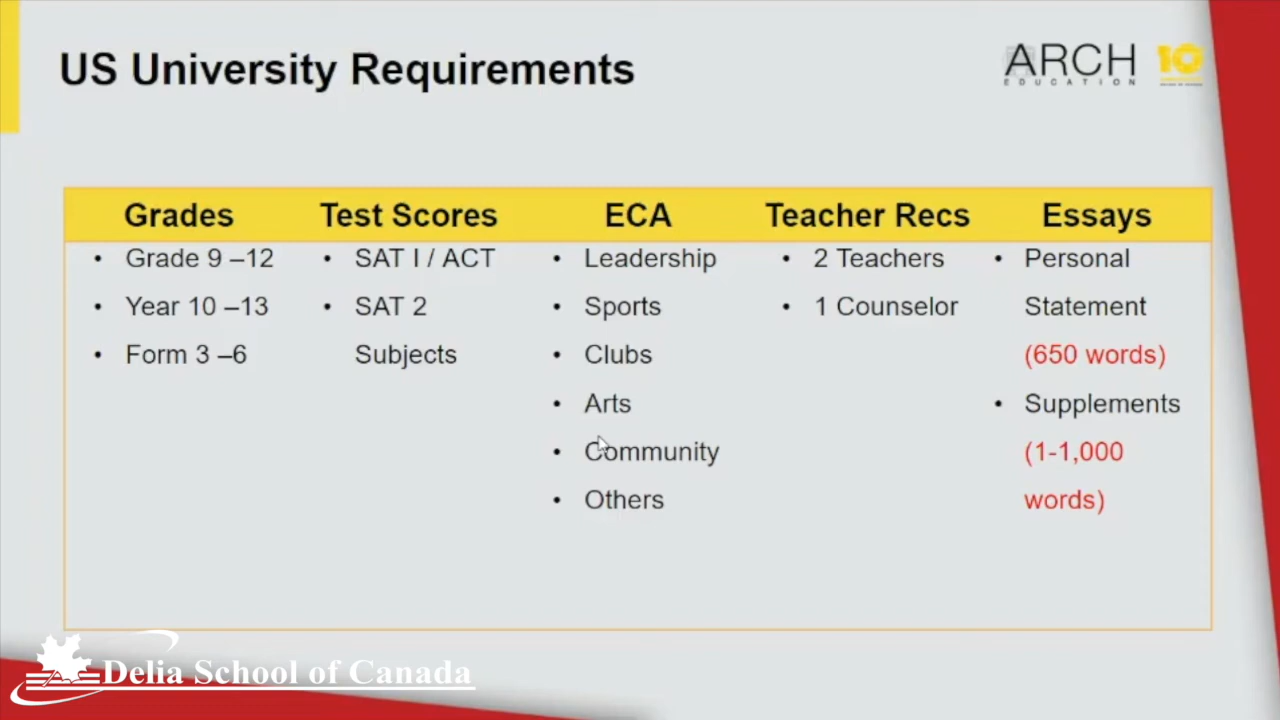 US University Requirements
ARCH
EDUCATION
10
Grades
Test Scores
ECA
Teacher Recs
Essays
• Grade 9 –12
• Year 10 –13
• Form 3 –6
• SAT I / ACT
• SAT 2
Subjects
• Leadership
• Sports
• Clubs
• Arts
• Community
• Others
• 2 Teachers
• 1 Counselor
• Personal
Statement
(650 words)
• Supplements
(1-1,000
words)
Delia School of Canada